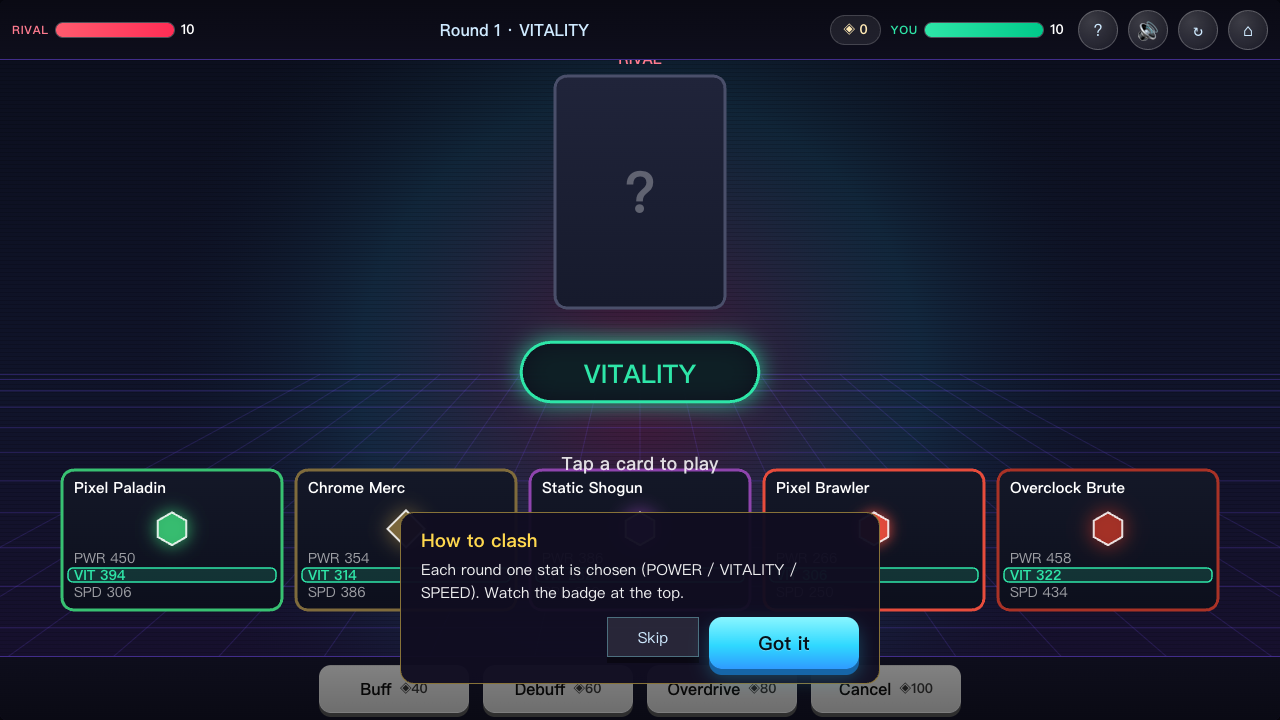 RIVAL 10
Round 1 · VITALITY
◈ 0
YOU 10
?
RIVAL
?
VITALITY
Tap a card to play
Pixel Paladin
PWR 450
VIT 394
SPD 306
Chrome Merc
PWR 354
VIT 314
SPD 386
Static Shogun
Pixel Brawler
Overclock Brute
PWR 458
VIT 322
SPD 434
How to clash
Each round one stat is chosen (POWER / VITALITY /
SPEED). Watch the badge at the top.
Skip
Got it
Buff ◈40
Debuff ◈60
Overdrive ◈80
Cancel ◈100